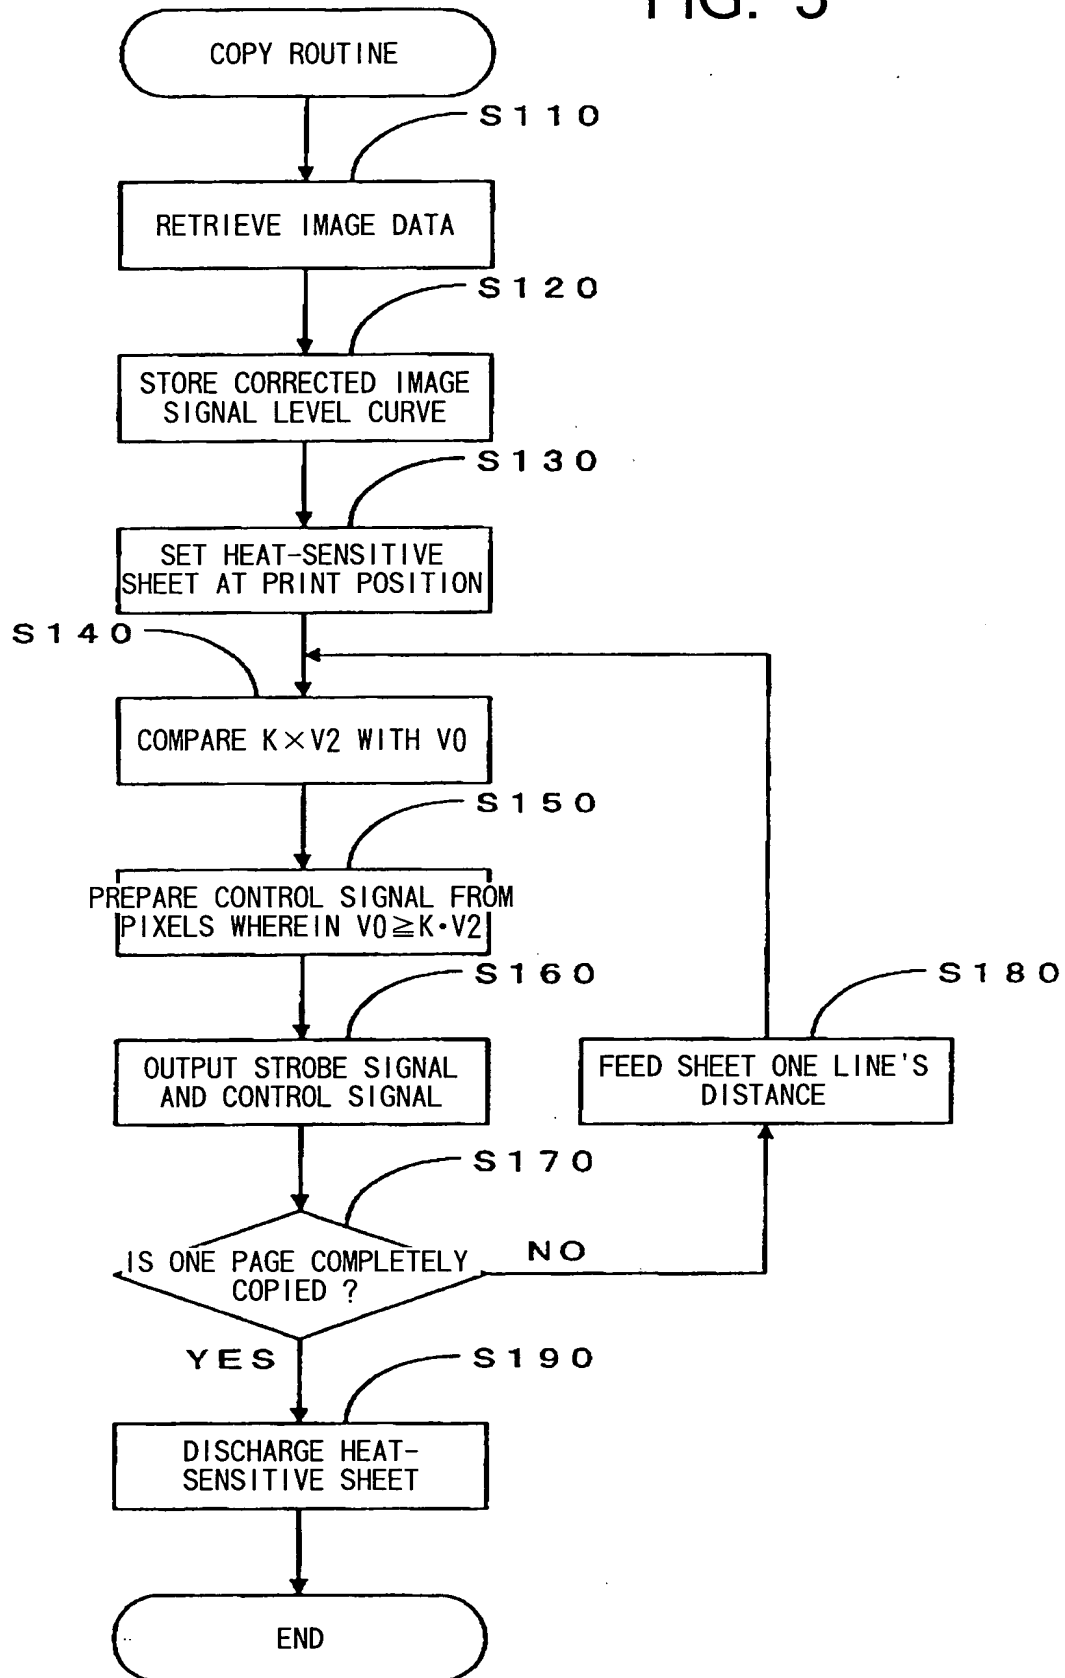 FIG. 5
COPY ROUTINE
S110
RETRIEVE IMAGE DATA
S120
STORE CORRECTED IMAGE
SIGNAL LEVEL CURVE
S130
SET HEAT-SENSITIVE
SHEET AT PRINT POSITION
S140
COMPARE K×V2 WITH V0
S150
PREPARE CONTROL SIGNAL FROM
PIXELS WHEREIN V0≧K·V2
S160
OUTPUT STROBE SIGNAL
AND CONTROL SIGNAL
S180
FEED SHEET ONE LINE'S
DISTANCE
S170
IS ONE PAGE COMPLETELY
COPIED ?
NO
YES
S190
DISCHARGE HEAT-
SENSITIVE SHEET
END